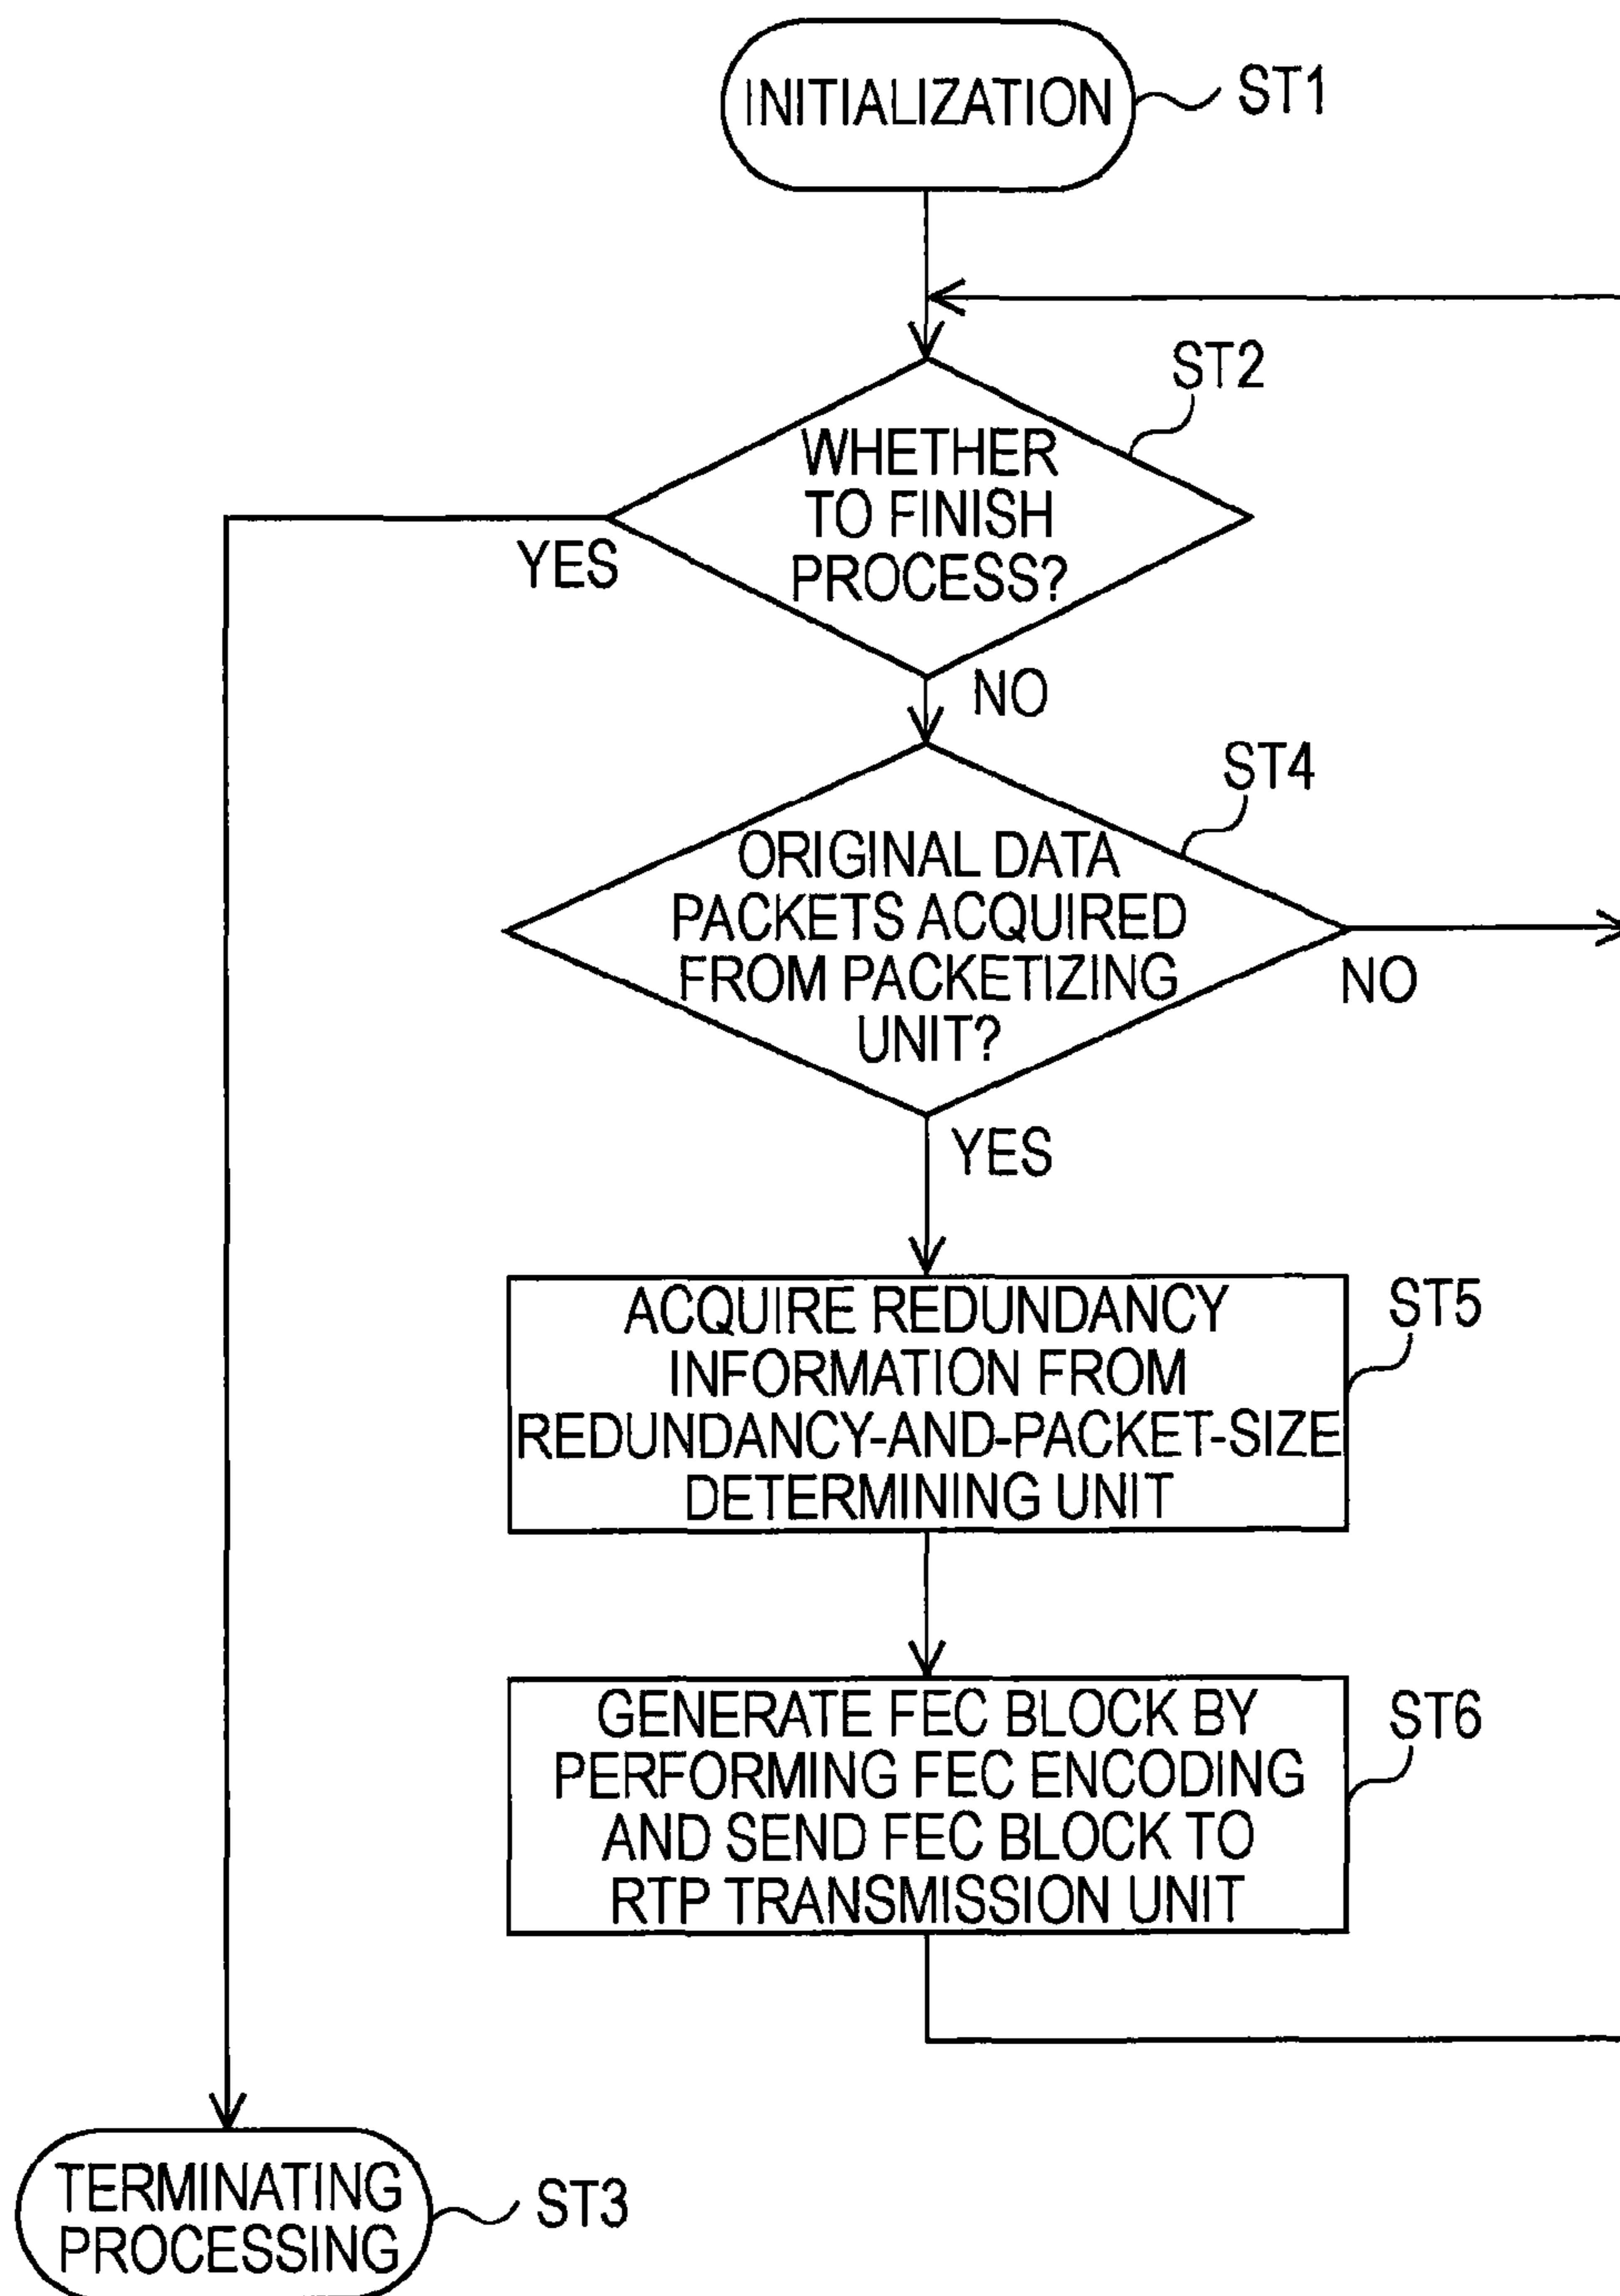 INITIALIZATION
ST1
ST2
WHETHER
TO FINISH
PROCESS?
YES
NO
ST4
ORIGINAL DATA
PACKETS ACQUIRED
FROM PACKETIZING
UNIT?
NO
YES
ST5
ACQUIRE REDUNDANCY
INFORMATION FROM
REDUNDANCY-AND-PACKET-SIZE
DETERMINING UNIT
ST6
GENERATE FEC BLOCK BY
PERFORMING FEC ENCODING
AND SEND FEC BLOCK TO
RTP TRANSMISSION UNIT
TERMINATING
PROCESSING
ST3